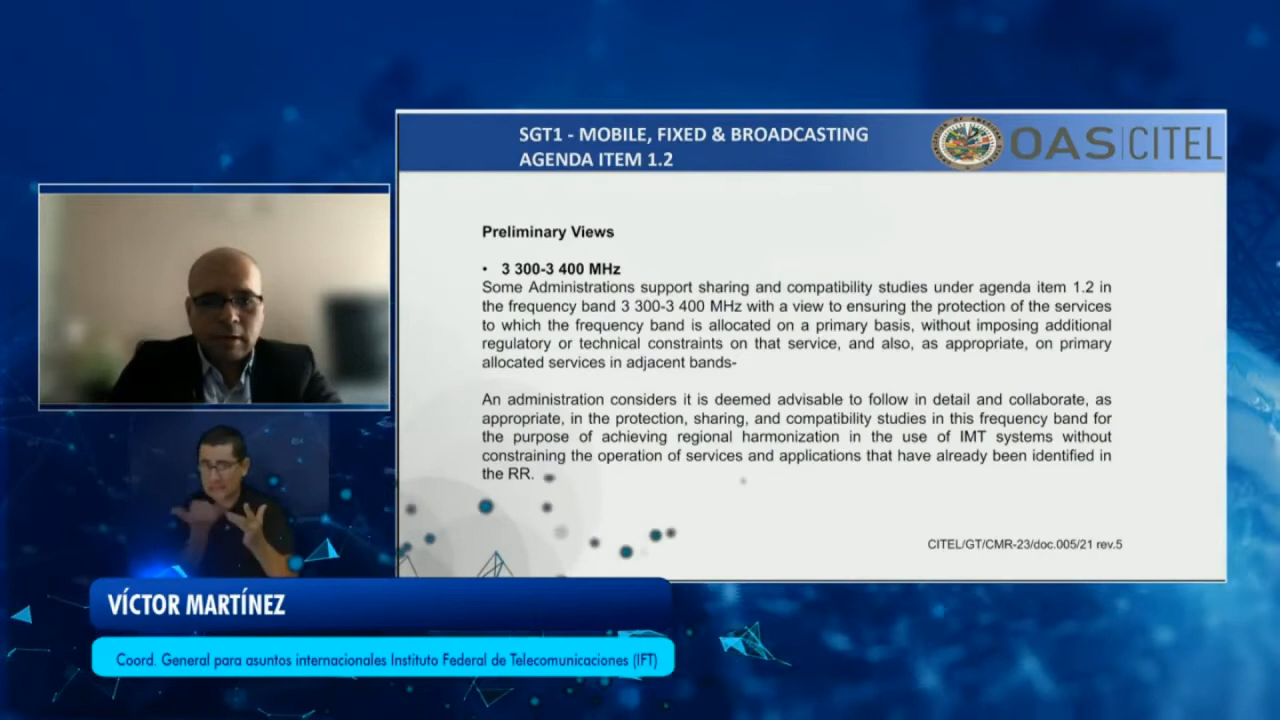 SGT1 - MOBILE, FIXED & BROADCASTING
AGENDA ITEM 1.2
OAS|CITEL
Preliminary Views
• 3 300-3 400 MHz
Some Administrations support sharing and compatibility studies under agenda item 1.2 in
the frequency band 3 300-3 400 MHz with a view to ensuring the protection of the services
to which the frequency band is allocated on a primary basis, without imposing additional
regulatory or technical constraints on that service, and also, as appropriate, on primary
allocated services in adjacent bands-
An administration considers it is deemed advisable to follow in detail and collaborate, as
appropriate, in the protection, sharing, and compatibility studies in this frequency band for
the purpose of achieving regional harmonization in the use of IMT systems without
constraining the operation of services and applications that have already been identified in
the RR.
CITEL/GT/CMR-23/doc.005/21 rev.5
VÍCTOR MARTÍNEZ
Coord. General para asuntos internacionales Instituto Federal de Telecomunicaciones (IFT)